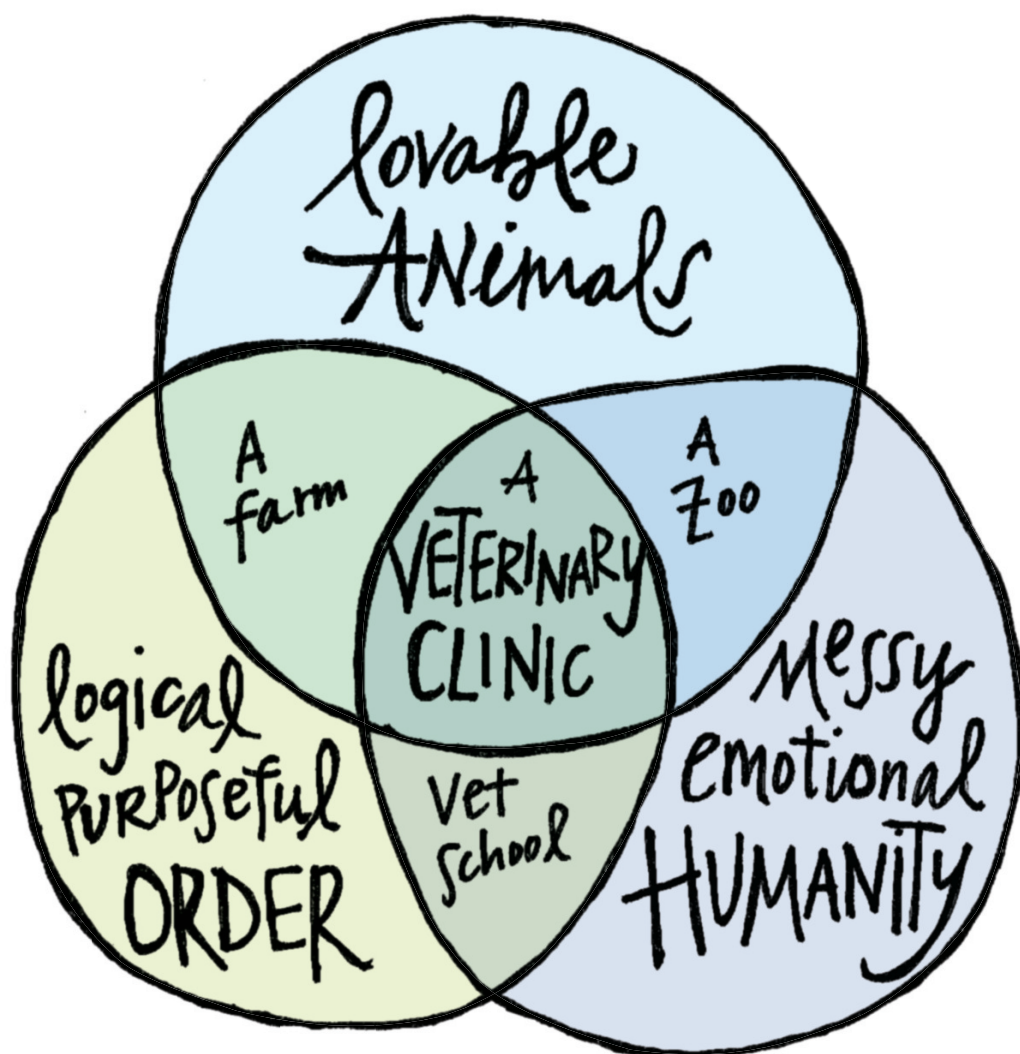 lovable
ANimals
A
farm
A
VETERINARY
CLINIC
A
Zoo
logical
PURPOSEFUL
ORDER
Vet
School
Messy
emotional
HUMANITY